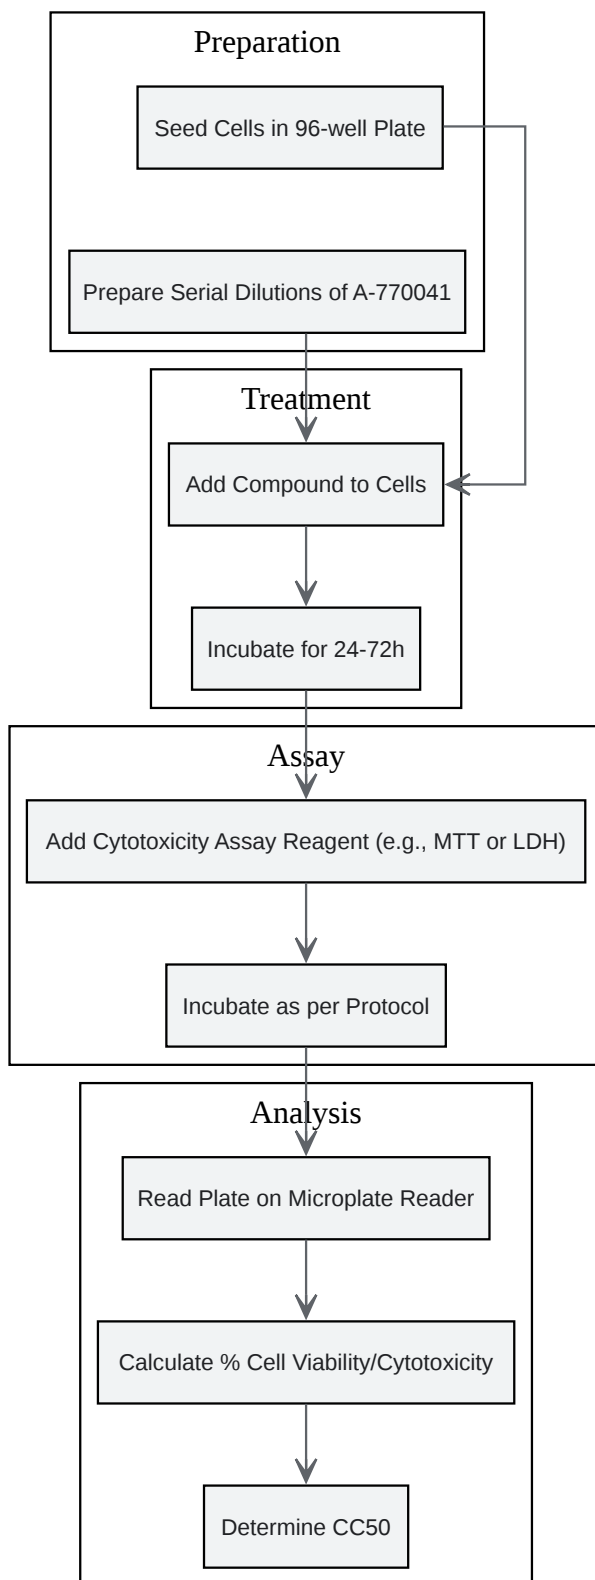 Preparation
Seed Cells in 96-well Plate
Prepare Serial Dilutions of A-770041
Treatment
Add Compound to Cells
Incubate for 24-72h
Assay
Add Cytotoxicity Assay Reagent (e.g., MTT or LDH)
Incubate as per Protocol
Analysis
Read Plate on Microplate Reader
Calculate % Cell Viability/Cytotoxicity
Determine CC50